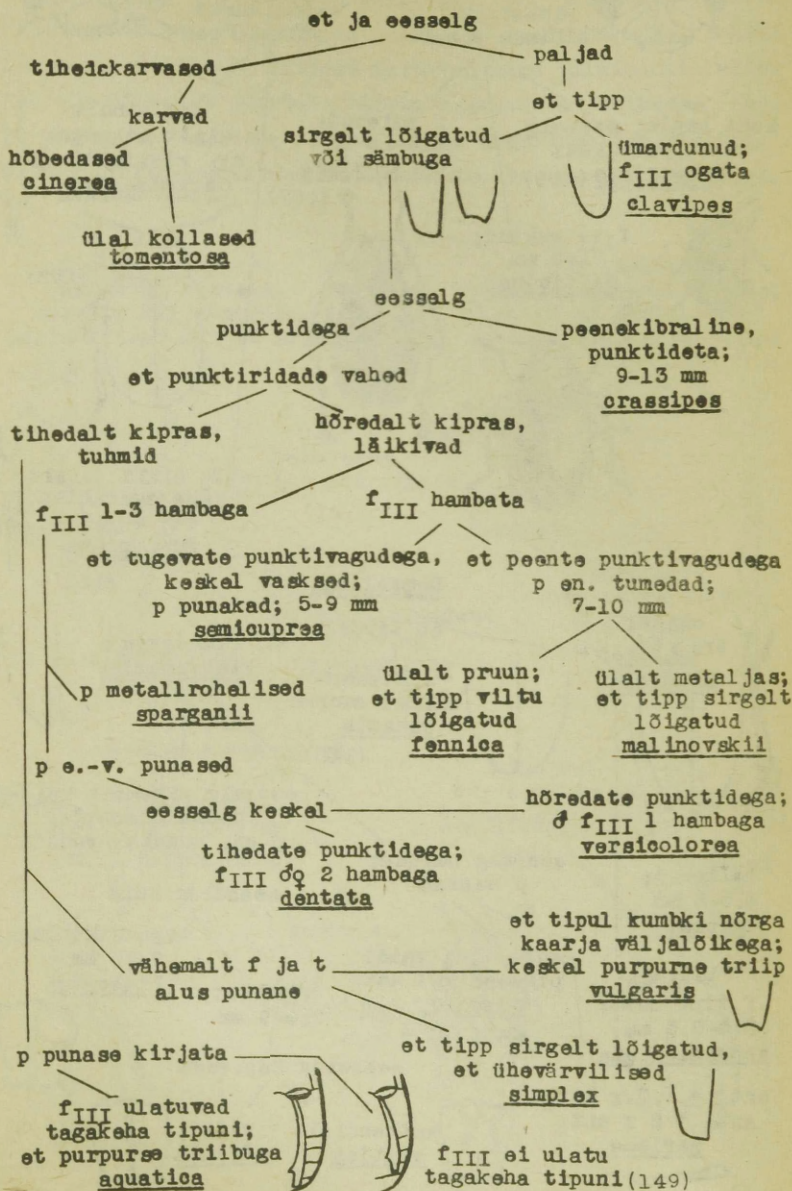 et ja eesselg
tihedckarvased
paljad
karvad
et tipp
hõbedased
cinerea
sirgelt lõigatud
või sämbuga
ümardunud;
fIII ogata
clavipes
ülal kollased
tomentosa
eesselg
punktidega
peenekibraline,
punktideta;
9-13 mm
crassipes
et punktiridade vahed
tihedalt kipras,
tuhmid
hõredalt kipras,
läikivad
fIII 1-3 hambaga
fIII hambata
et tugevate punktivagudega,
keskel vasksed;
p punakad; 5-9 mm
semicuprea
et peente punktivagudega
p en. tumedad;
7-10 mm
p metallrohelised
sparganii
ülalt pruun;
et tipp viltu
lõigatud
fennica
ülalt metaljas;
et tipp sirgelt
lõigatud
malinovskii
p e.-v. punased
eesselg keskel
hõredate punktidega;
♂ fIII 1 hambaga
versicolorea
tihedate punktidega;
fIII ♂♀ 2 hambaga
dentata
vähemalt f ja t
alus punane
et tipul kumbki nõrga
kaarja väljalõikega;
keskel purpurne triip
vulgaris
p punase kirjata
et tipp sirgelt lõigatud,
et ühevärvilised
simplex
fIII ulatuvad
tagakeha tipuni;
et purpurse triibuga
aquatica
fIII ei ulatu
tagakeha tipuni(149)